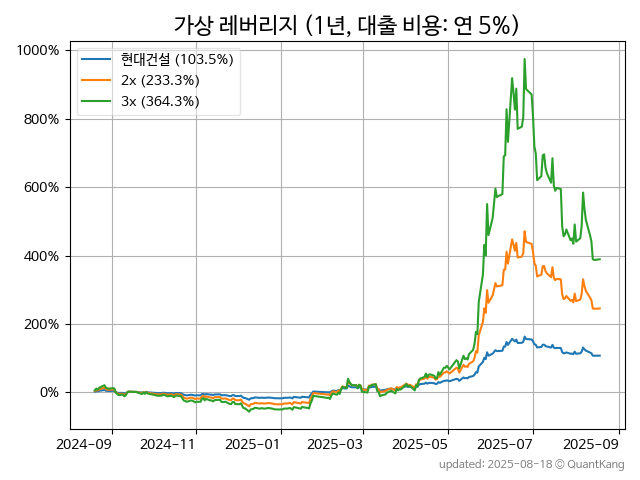 가상 레버리지 (1년, 대출 비용: 연 5%)
현대건설 (103.5%)
2x (233.3%)
3x (364.3%)
1000%
800%
600%
400%
200%
0%
2024-09 2024-11 2025-01 2025-03 2025-05 2025-07 2025-09
updated: 2025-08-18 © QuantKang